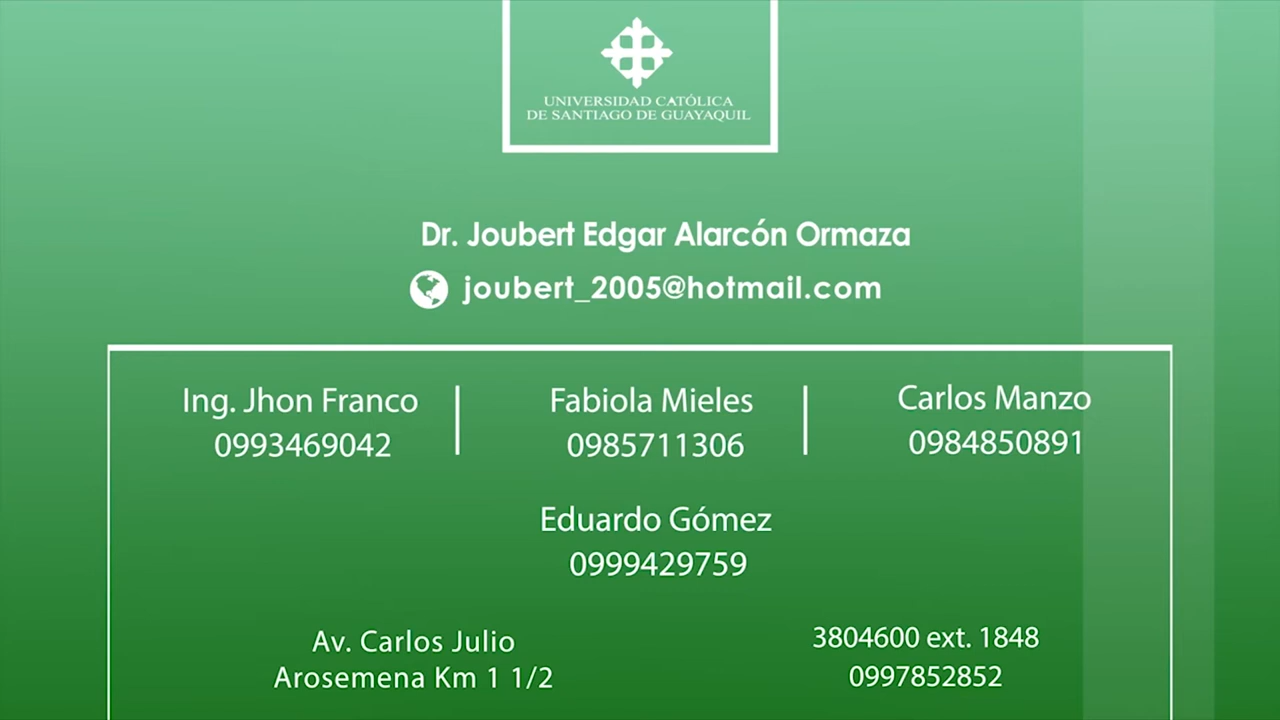 UNIVERSIDAD CATÓLICA
DE SANTIAGO DE GUAYAQUIL
Dr. Joubert Edgar Alarcón Ormaza
joubert_2005@hotmail.com
Ing. Jhon Franco
0993469042
Fabiola Mieles
0985711306
Carlos Manzo
0984850891
Eduardo Gómez
0999429759
Av. Carlos Julio
Arosemena Km 1 1/2
3804600 ext. 1848
0997852852